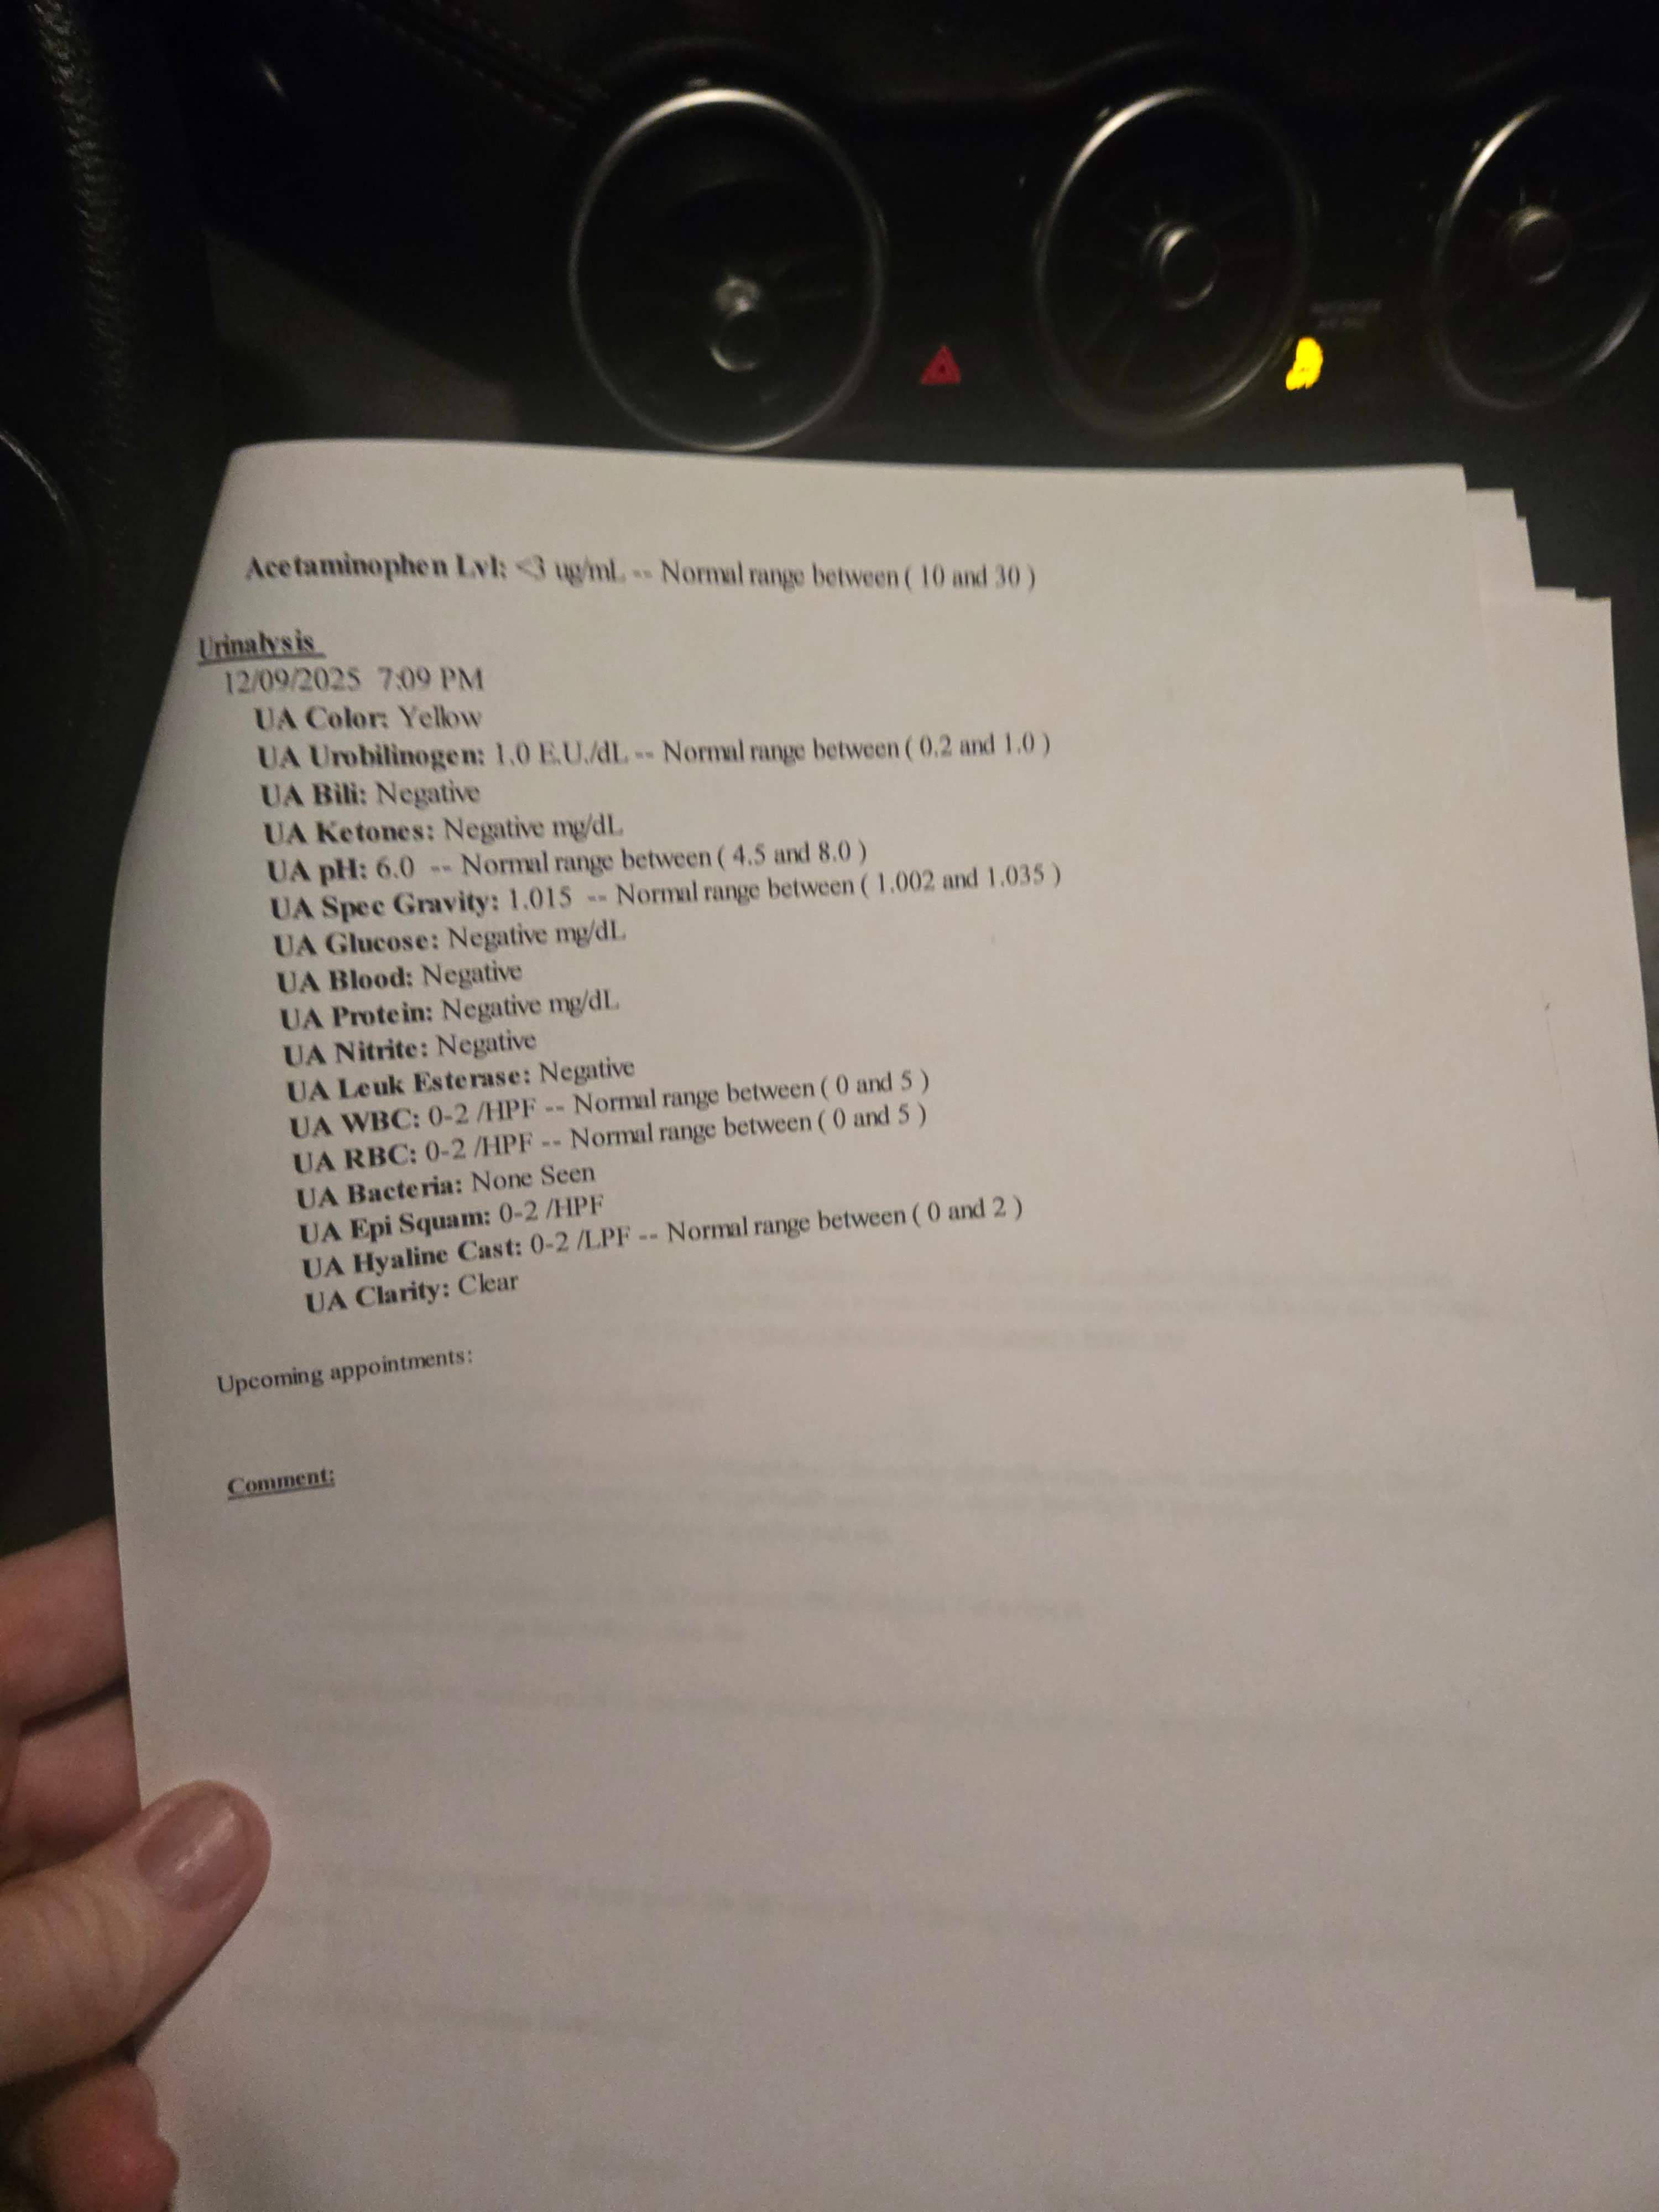 Acetaminophen Lvl: <3 ug/mL -- Normal range between ( 10 and 30 )
Urinalysis
12/09/2025 7:09 PM
UA Color: Yellow
UA Urobilinogen: 1.0 E.U./dL -- Normal range between ( 0.2 and 1.0 )
UA Bili: Negative
UA Ketones: Negative mg/dL
UA pH: 6.0 -- Normal range between ( 4.5 and 8.0 )
UA Spec Gravity: 1.015 -- Normal range between ( 1.002 and 1.035 )
UA Glucose: Negative mg/dL
UA Blood: Negative
UA Protein: Negative mg/dL
UA Nitrite: Negative
UA Leuk Esterase: Negative
UA WBC: 0-2 /HPF -- Normal range between ( 0 and 5 )
UA RBC: 0-2 /HPF -- Normal range between ( 0 and 5 )
UA Bacteria: None Seen
UA Epi Squam: 0-2 /HPF
UA Hyaline Cast: 0-2 /LPF -- Normal range between ( 0 and 2 )
UA Clarity: Clear
Upcoming appointments:
Comment: